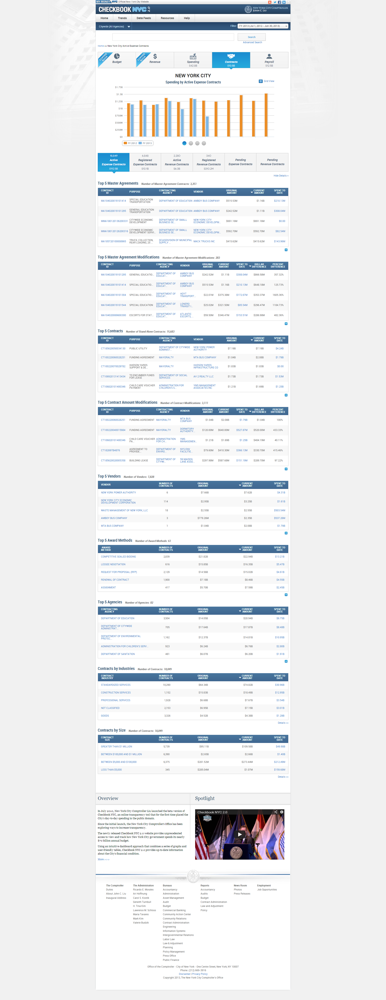 MY MONEY NYC Official New York City Website
CHECKBOOK NYC 2.0
NEW YORK CITY COMPTROLLER
JOHN C. LIU
Home Trends Data Feeds Resources Help
Citywide (All Agencies) Filter: FY 2013 (Jul 1, 2012 - Jun 30, 2013)
Search
Advanced Search
Home >> New York City Active Expense Contracts
COMING SOON Budget
COMING SOON Revenue
Spending $42.8B
Contracts $13.5B
Payroll $12.5B
NEW YORK CITY
Spending by Active Expense Contracts
Grid View
$1.75B
$1.5B
$1.25B
$1B
$750M
$500M
$250M
$0
FY 2012 FY 2013
18,849 Active Expense Contracts $112.5B
6,848 Registered Expense Contracts $13.1B
2,280 Active Revenue Contracts $6.3B
340 Registered Revenue Contracts $310.2M
Pending Expense Contracts
Pending Revenue Contracts
Hide Details «
Top 5 Master Agreements Number of Master Agreement Contracts: 3,351
CONTRACT ID PURPOSE CONTRACTING AGENCY VENDOR ORIGINAL AMOUNT CURRENT AMOUNT SPENT TO DATE
MA104020019101414 SPECIAL EDUCATION TRANSPORTATION DEPARTMENT OF EDUCATION AMBOY BUS COMPANY $515.53M $1.16B $210.13M
MA104020019101295 GENERAL EDUCATION TRANSPORTATION DEPARTMENT OF EDUCATION AMBOY BUS COMPANY $242.52M $1.11B $308.04M
MMA180120136200331 CITYWIDE ECONOMIC DEVELOPMENT DEPARTMENT OF SMALL BUSINESS SE... NEW YORK CITY ECONOMIC DEVELOPM... $691.16M $691.16M $0.00
MMA180120126200316 CITYWIDE ECONOMIC DEVELOPMENT SERVI... DEPARTMENT OF SMALL BUSINESS SE... NEW YORK CITY ECONOMIC DEVELOPM... $592.70M $592.70M $82.54M
MA185720100008965 TRUCK, COLLECTION, REAR LOADING, 25 ... DCASDIVISION OF MUNICIPAL SUPPLY ... MACK TRUCKS INC $415.62M $415.62M $143.96M
Top 5 Master Agreement Modifications Number of Master Agreement Modifications: 283
CONTRACT ID PURPOSE CONTRACTING AGENCY VENDOR ORIGINAL AMOUNT CURRENT AMOUNT SPENT TO DATE DOLLAR DIFFERENCE PERCENT DIFFERENCE
MA104020019101295 GENERAL EDUCATIO... DEPARTMENT OF EDUCAT... AMBOY BUS COMPANY $242.52M $1.11B $308.04M $866.58M 357.32%
MA104020019101414 SPECIAL EDUCATIO... DEPARTMENT OF EDUCAT... AMBOY BUS COMPANY $515.53M $1.16B $210.13M $648.18M 125.73%
MA104020019101304 SPECIAL EDUCATIO... DEPARTMENT OF EDUCAT... HOYT TRANSPORT... $22.01M $375.38M $172.67M $353.37M 1605.36%
MA104020019101544 SPECIAL EDUCATION DEPARTMENT OF EDUCAT... LONERO TRANSIT I... $25.02M $321.50M $85.54M $296.47M 1184.73%
MA104020069600300 ESCORTS FOR STAT... DEPARTMENT OF EDUCAT... ATLANTIC ESCORTS, ... $59.50M $346.47M $153.51M $286.98M 482.36%
Top 5 Contracts Number of Stand Alone Contracts: 15,683
CONTRACT ID PURPOSE CONTRACTING AGENCY VENDOR ORIGINAL AMOUNT CURRENT AMOUNT SPENT TO DATE
CT185620050034130 PUBLIC UTILITY DEPARTMENT OF CITYWIDE ADMINIST... NEW YORK POWER AUTHORITY $7.19B $7.19B $4.24B
CT100220060028251 FUNDING AGREEMENT MAYORALTY MTA BUS COMPANY $1.04B $2.08B $1.79B
CT100220070029782 HUDSON YARDS SUPPORT & DE... MAYORALTY HUDSON YARDS INFRASTRUCTURE CO $1.83B $1.83B $0.00
CT106920131413434 TO ENCUMBER FUNDS FOR LEASE DEPARTMENT OF SOCIAL SERVICES AV 2 REALTY LLC $1.73B $1.73B $1.53M
CT106820101400346 CHILD CARE VOUCHER PAYMENT ADMINISTRATION FOR CHILDREN'S S... YMS MANAGEMENT ASSOCIATES INC $1.21B $1.69B $1.25B
Top 5 Contract Amount Modifications Number of Contract Modifications: 3,111
CONTRACT ID PURPOSE CONTRACTING AGENCY VENDOR ORIGINAL AMOUNT CURRENT AMOUNT SPENT TO DATE DOLLAR DIFFERENCE PERCENT DIFFERENCE
CT100220060028251 FUNDING AGREEMENT MAYORALTY MTA BUS COMPANY $1.04B $2.08B $1.79B $1.04B 100%
CT100220040015984 FUNDING AGREEMENT MAYORALTY DORMITORY AUTHORITY... $120.00M $640.00M $527.87M $520.00M 433.33%
CT106820101400346 CHILD CARE VOUCHER PA... ADMINISTRATION FOR CH... YMS MANAGEMEN... $1.21B $1.69B $1.25B $484.19M 40.11%
CT182697B4876 AGREEMENT TO PROVIDE... DEPARTMENT OF ENVIRO... NYS ENV FACILITIE... $79.60M $410.30M $366.13M $330.70M 415.46%
CT185620020005358 BUILDING LEASE DEPARTMENT OF CITYWI... 59 MAIDEN LANE ASSO... $297.98M $587.68M $151.19M $289.70M 97.22%
Top 5 Vendors Number of Vendors: 7,828
VENDOR NUMBER OF CONTRACTS ORIGINAL AMOUNT CURRENT AMOUNT SPENT TO DATE
NEW YORK POWER AUTHORITY 6 $7.66B $7.62B $4.31B
NEW YORK CITY ECONOMIC DEVELOPMENT CORPORATION 114 $2.95B $3.25B $1.61B
WASTE MANAGEMENT OF NEW YORK, LLC 18 $2.55B $2.55B $503.54M
AMBOY BUS COMPANY 3 $779.26M $2.35B $537.26M
MTA BUS COMPANY 1 $1.04B $2.08B $1.79B
Top 5 Award Methods Number of Award Methods: 61
AWARD METHOD NUMBER OF CONTRACTS ORIGINAL AMOUNT CURRENT AMOUNT SPENT TO DATE
COMPETITIVE SEALED BIDDING 2,839 $21.82B $22.94B $13.21B
LESSEE NEGOTIATION 616 $15.85B $16.35B $5.47B
REQUEST FOR PROPOSAL (RFP) 2,129 $14.56B $15.02B $4.61B
RENEWAL OF CONTRACT 1,900 $7.18B $8.46B $4.55B
ASSIGNMENT 417 $5.70B $7.59B $2.45B
Top 5 Agencies Number of Agencies: 82
CONTRACTING AGENCY NUMBER OF CONTRACTS ORIGINAL AMOUNT CURRENT AMOUNT SPENT TO DATE
DEPARTMENT OF EDUCATION 3,504 $14.05B $20.94B $6.75B
DEPARTMENT OF CITYWIDE ADMINISTRAT... 705 $17.64B $17.87B $8.48B
DEPARTMENT OF ENVIRONMENTAL PROTEC... 1,162 $12.37B $14.81B $10.95B
ADMINISTRATION FOR CHILDREN'S SERV... 923 $6.24B $6.76B $2.80B
DEPARTMENT OF SANITATION 481 $6.07B $6.20B $1.91B
Contracts by Industries Number of Contracts: 18,849
CONTRACT INDUSTRY NUMBER OF CONTRACTS ORIGINAL AMOUNT CURRENT AMOUNT SPENT TO DATE
STANDARDIZED SERVICES 10,290 $64.34B $74.82B $30.96B
CONSTRUCTION SERVICES 1,152 $15.83B $18.49B $12.95B
PROFESSIONAL SERVICES 1,928 $6.68B $7.67B $3.54B
NOT CLASSIFIED 2,153 $6.95B $7.15B $3.01B
GOODS 3,326 $4.52B $4.38B $1.29B
Details >>
Contracts by Size Number of Contracts: 18,849
CONTRACT SIZE NUMBER OF CONTRACTS ORIGINAL AMOUNT CURRENT AMOUNT SPENT TO DATE
GREATER THAN $1 MILLION 5,739 $95.11B $109.58B $49.98B
BETWEEN $100,000 AND $1 MILLION 6,390 $2.65B $2.66B $1.40B
BETWEEN $5,000 AND $100,000 6,375 $281.52M $273.44M $212.49M
LESS THAN $5,000 345 $285.04M $1.07M $159.68M
Details >>
Overview
In July 2010, New York City Comptroller Liu launched the beta version of
Checkbook NYC, an online transparency tool that for the first time placed the
City's day-to-day spending in the public domain.
Since the initial launch, the New York City Comptroller's Office has been
exploring ways to increase transparency.
The newly released Checkbook NYC 2.0 website provides unprecedented
access to view and track how New York City government spends its nearly
$70 billion annual budget.
Using an intuitive dashboard approach that combines a series of graphs and
user-friendly tables, Checkbook NYC 2.0 provides up-to-date information
about the City's financial condition.
More >>>
Spotlight
Checkbook NYC 2.0
The Comptroller
Duties
About John C. Liu
Inaugural Address
The Administration
Ricardo E. Morales
Ari Hoffnung
Carol S. Kostik
Geneith Turnbull
H. Tina Kim
Lawrence M. Schloss
Maria Tavares
Mark Kim
Valerie Budzik
Bureaus
Accountancy
Administration
Asset Management
Audit
Budget
Commercial Banking
Community Action Center
Community Relations
Contract Administration
Engineering
Information Systems
Intergovernmental Relations
Labor Law
Law & Adjustment
Planning
Policy Management
Press Office
Public Finance
Reports
Accountancy
Audits
Budget
Contract Administration
Law and Adjustment
Policy
News Room
Photos
Press Releases
Employment
Job Opportunities
Office of the Comptroller - City of New York - One Centre Street, New York, NY 10007
Phone: (212) 669-3916
Disclaimer | Privacy Policy
Copyright 2013, The New York City Comptroller's Office